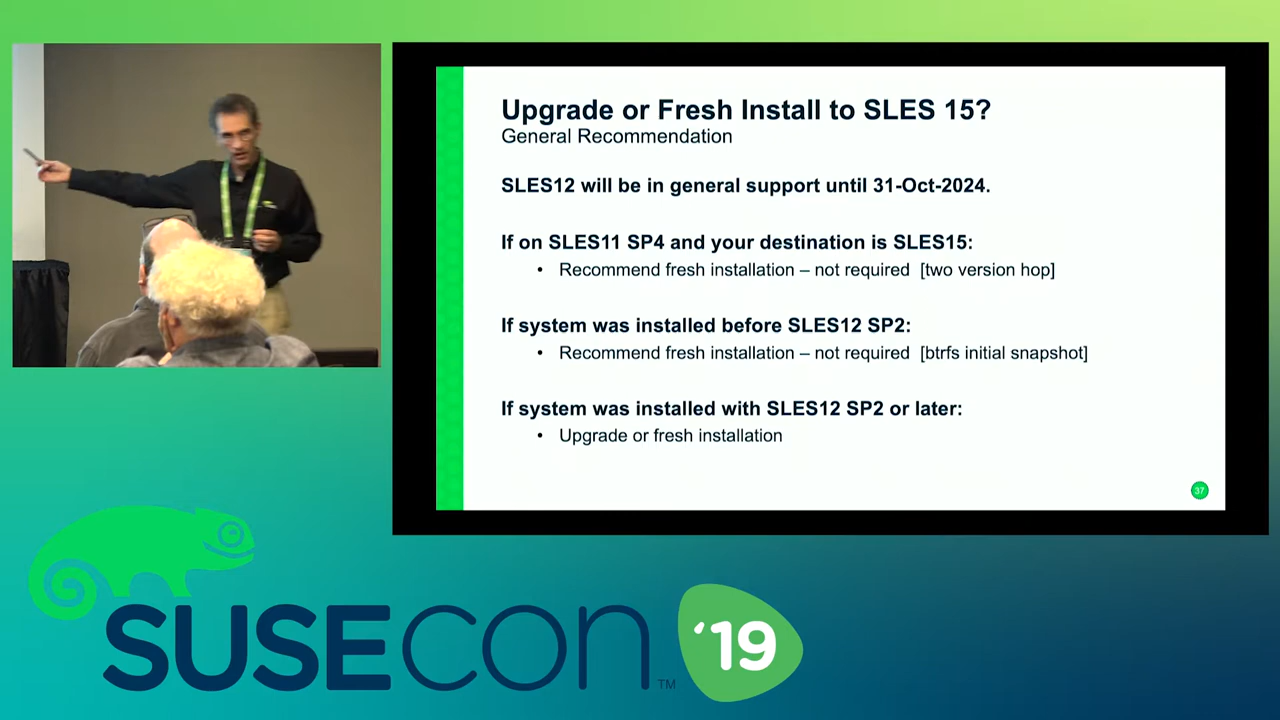 Upgrade or Fresh Install to SLES 15?
General Recommendation
SLES12 will be in general support until 31-Oct-2024.
If on SLES11 SP4 and your destination is SLES15:
• Recommend fresh installation – not required [two version hop]
If system was installed before SLES12 SP2:
• Recommend fresh installation – not required [btrfs initial snapshot]
If system was installed with SLES12 SP2 or later:
• Upgrade or fresh installation
37
SUSECON ™ ‘19